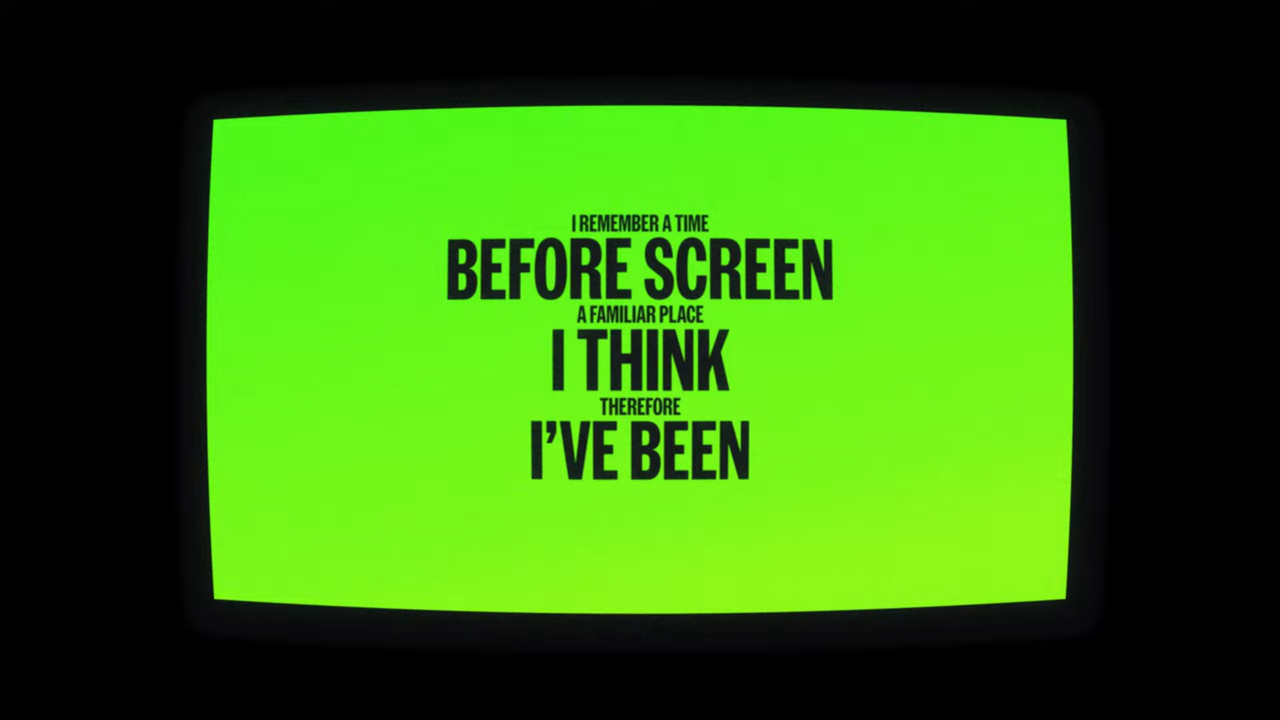 I REMEMBER A TIME
BEFORE SCREEN
A FAMILIAR PLACE
I THINK
THEREFORE
I'VE BEEN